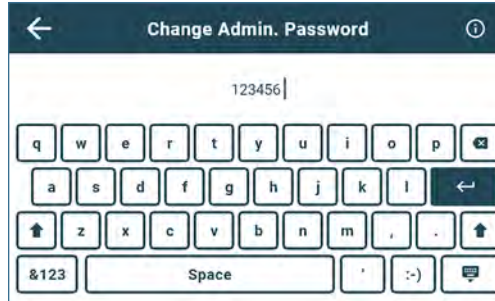 Change Admin. Password
123456
q w e r t y u i o p
a s d f g h j k l
z x c v b n m , .
&123 Space ' :-)